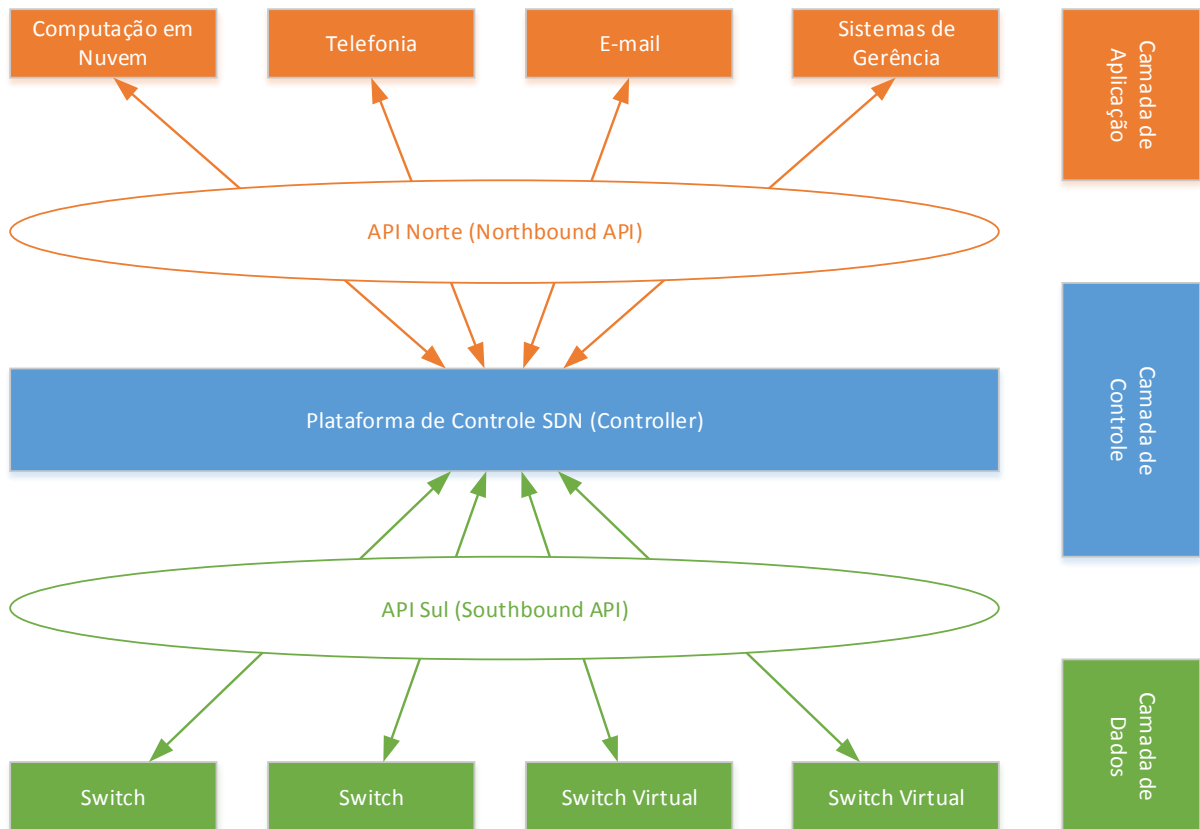 Computação em
Nuvem
Telefonia
E-mail
Sistemas de
Gerência
Camada de
Aplicação
API Norte (Northbound API)
Plataforma de Controle SDN (Controller)
Camada de
Controle
API Sul (Southbound API)
Camada de
Dados
Switch
Switch
Switch Virtual
Switch Virtual